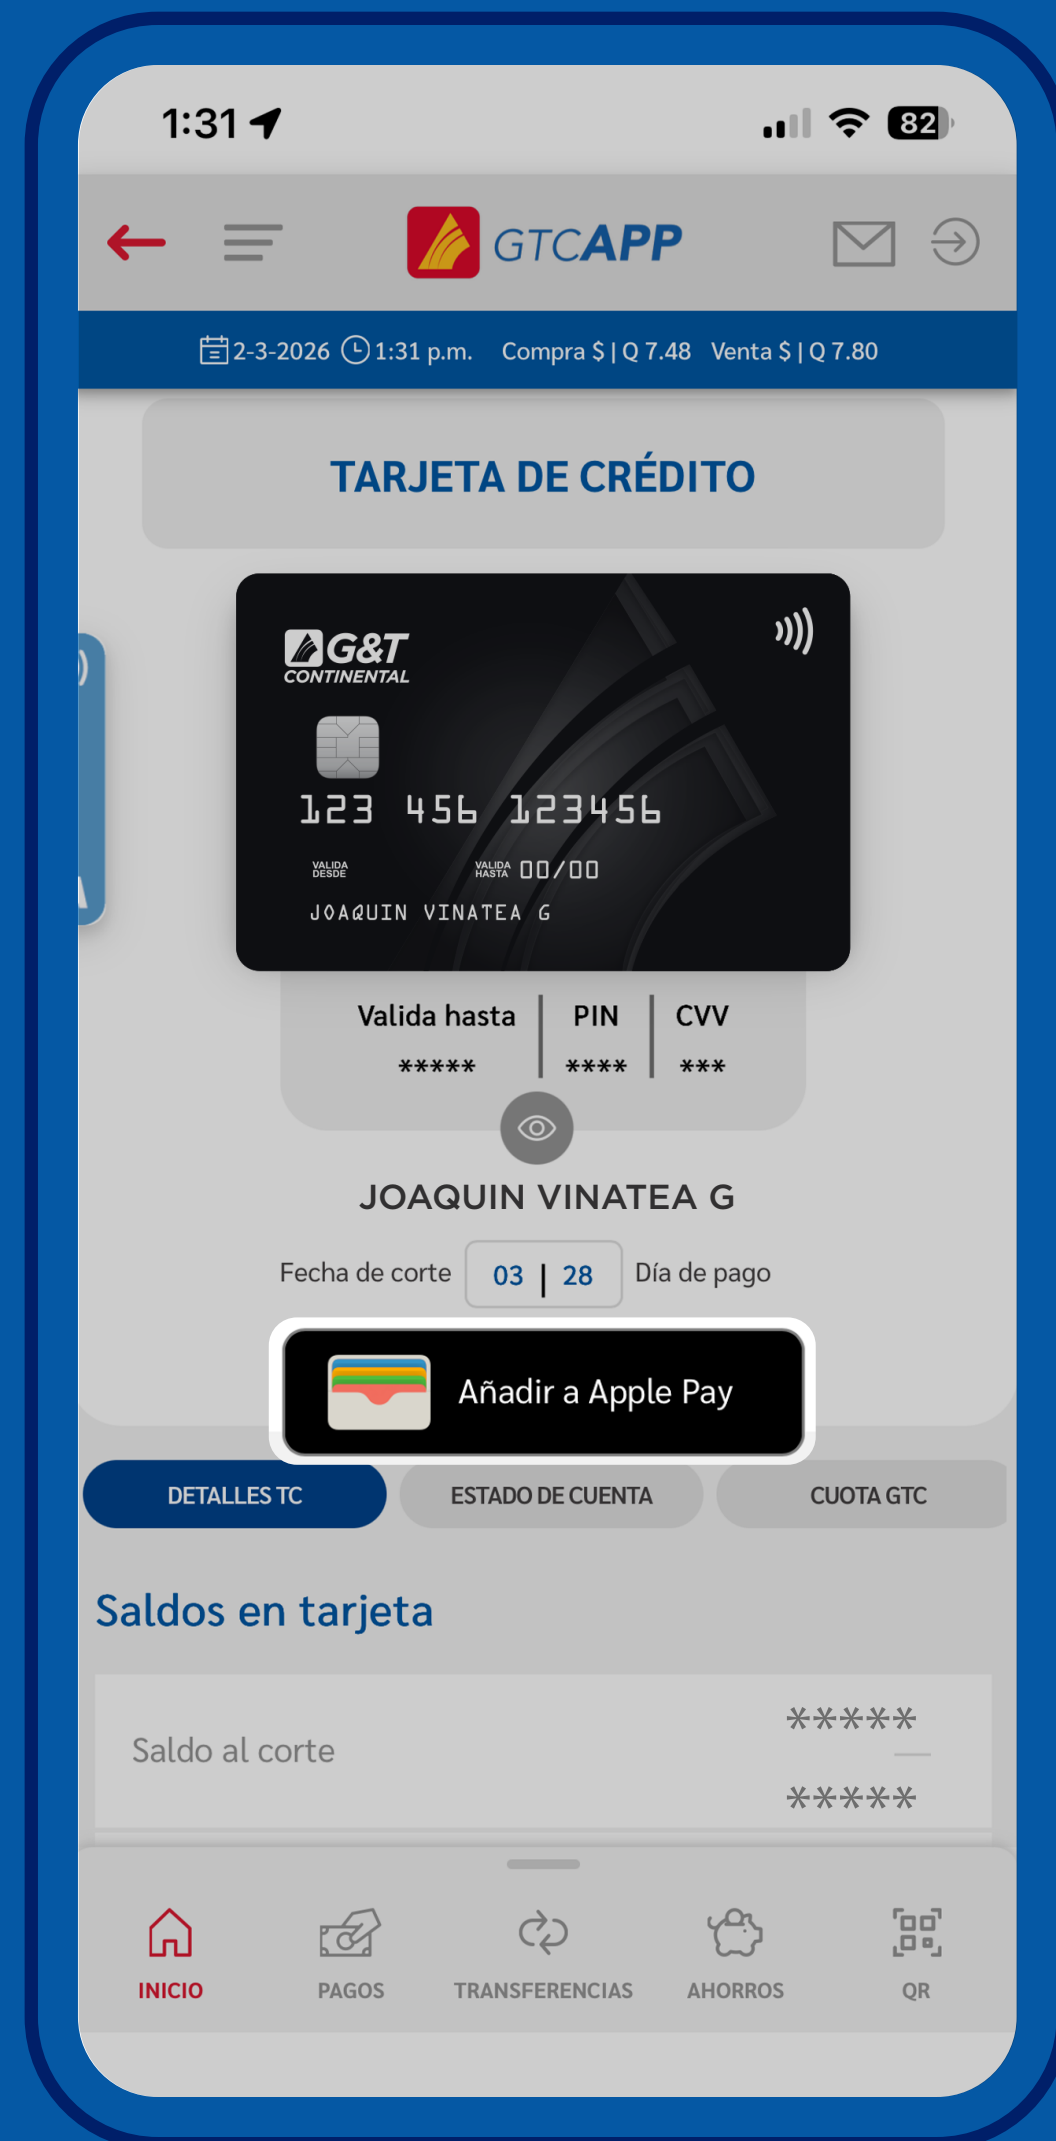 1:31
82
GTCAPP
2-3-2026 1:31 p.m. Compra $ | Q 7.48 Venta $ | Q 7.80
TARJETA DE CRÉDITO
G&T
CONTINENTAL
123 456 123456
VALIDA DESDE
VALIDA HASTA 00/00
JOAQUIN VINATEA G
Valida hasta | PIN | CVV
***** **** ***
JOAQUIN VINATEA G
Fecha de corte 03 | 28 Día de pago
Añadir a Apple Pay
DETALLES TC ESTADO DE CUENTA CUOTA GTC
Saldos en tarjeta
*****
Saldo al corte
*****
INICIO PAGOS TRANSFERENCIAS AHORROS QR